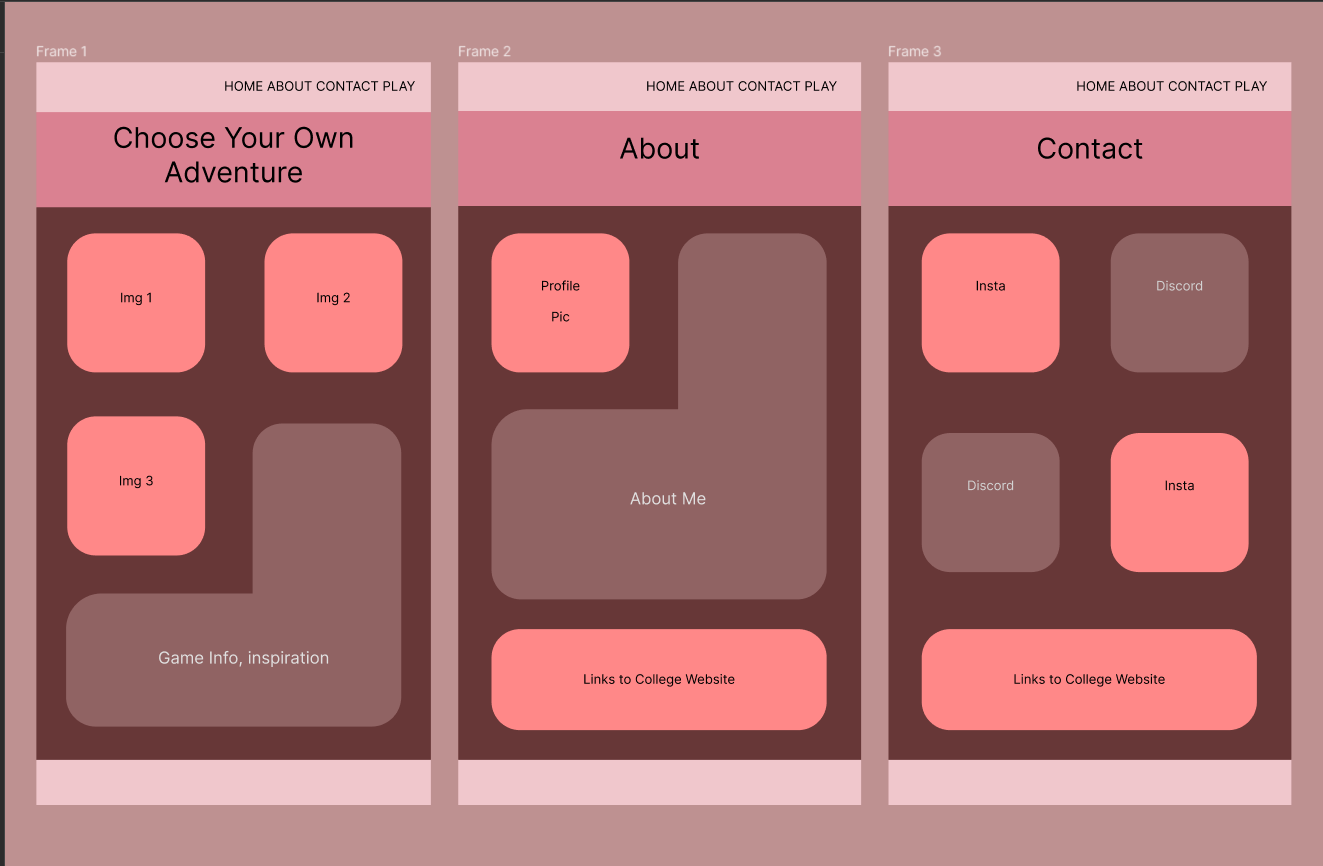 Frame 1
HOME ABOUT CONTACT PLAY
Choose Your Own
Adventure
Img 1
Img 2
Img 3
Game Info, inspiration
Frame 2
HOME ABOUT CONTACT PLAY
About
Profile
Pic
About Me
Links to College Website
Frame 3
HOME ABOUT CONTACT PLAY
Contact
Insta
Discord
Discord
Insta
Links to College Website